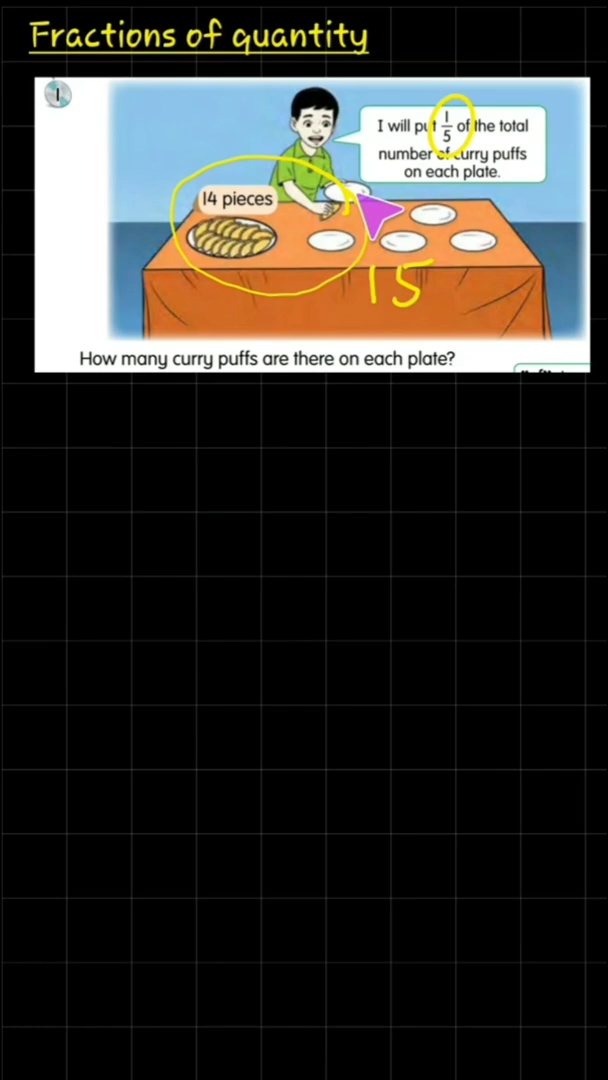 Fractions of quantity
1
I will put 1/5 of the total
number of curry puffs
on each plate.
14 pieces
15
How many curry puffs are there on each plate?